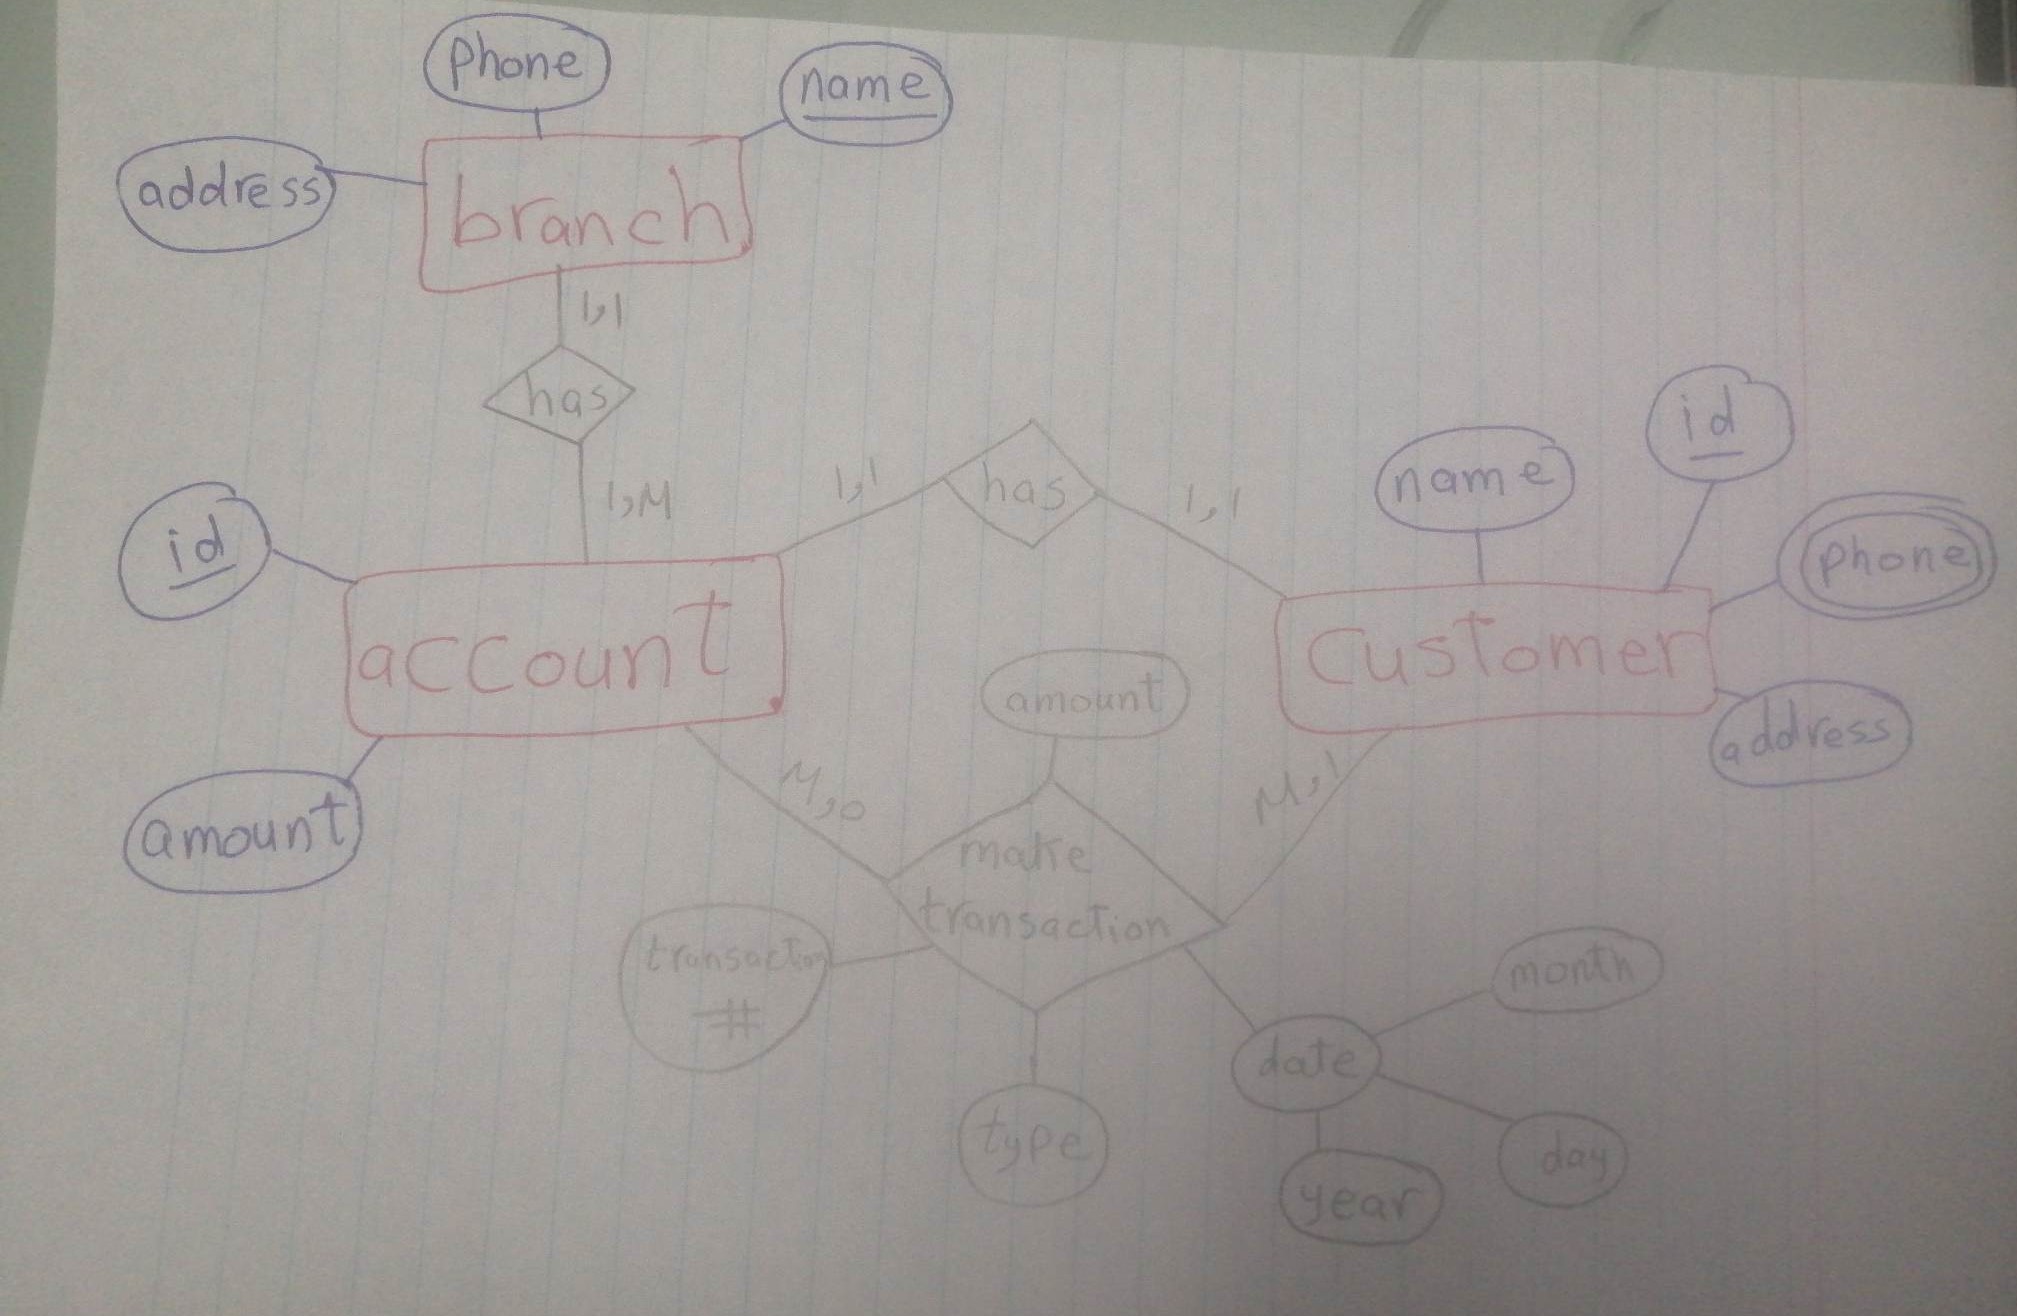 phone
name
address
branch
1,1
has
1,M
1,1
has
1,1
name
id
phone
id
account
customer
amount
address
amount
M,0
M,1
make
transaction
transaction
#
month
date
type
day
year